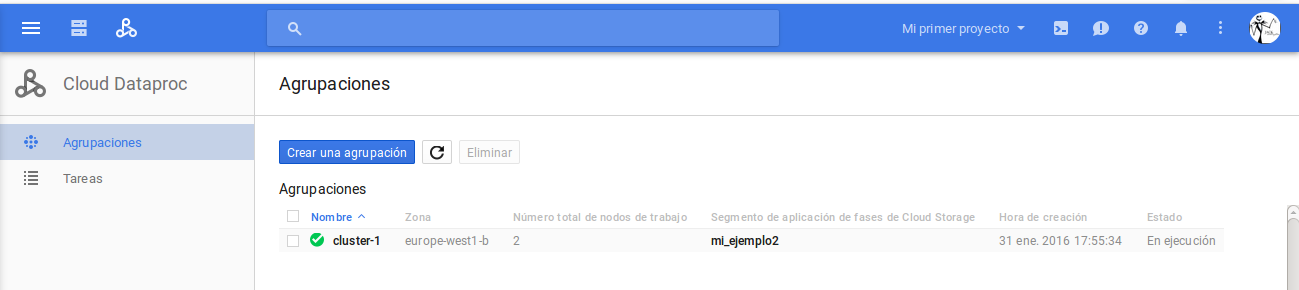 Mi primer proyecto
Cloud Dataproc
Agrupaciones
Agrupaciones
Tareas
Crear una agrupación
Eliminar
Agrupaciones
Nombre Zona Número total de nodos de trabajo Segmento de aplicación de fases de Cloud Storage Hora de creación Estado
cluster-1 europe-west1-b 2 mi_ejemplo2 31 ene. 2016 17:55:34 En ejecución